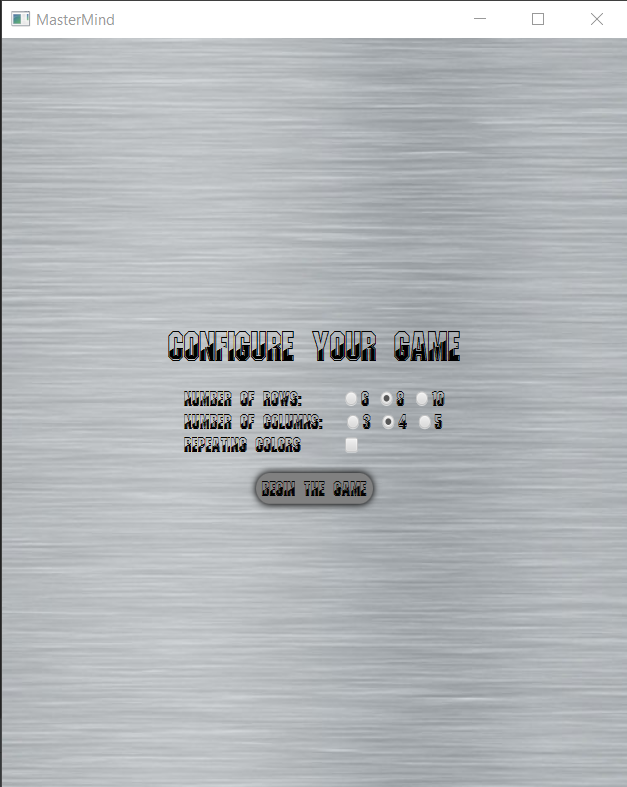 MasterMind
CONFIGURE YOUR GAME
NUMBER OF ROWS: 6 8 10
NUMBER OF COLUMNS: 3 4 5
REPEATING COLORS
BEGIN THE GAME